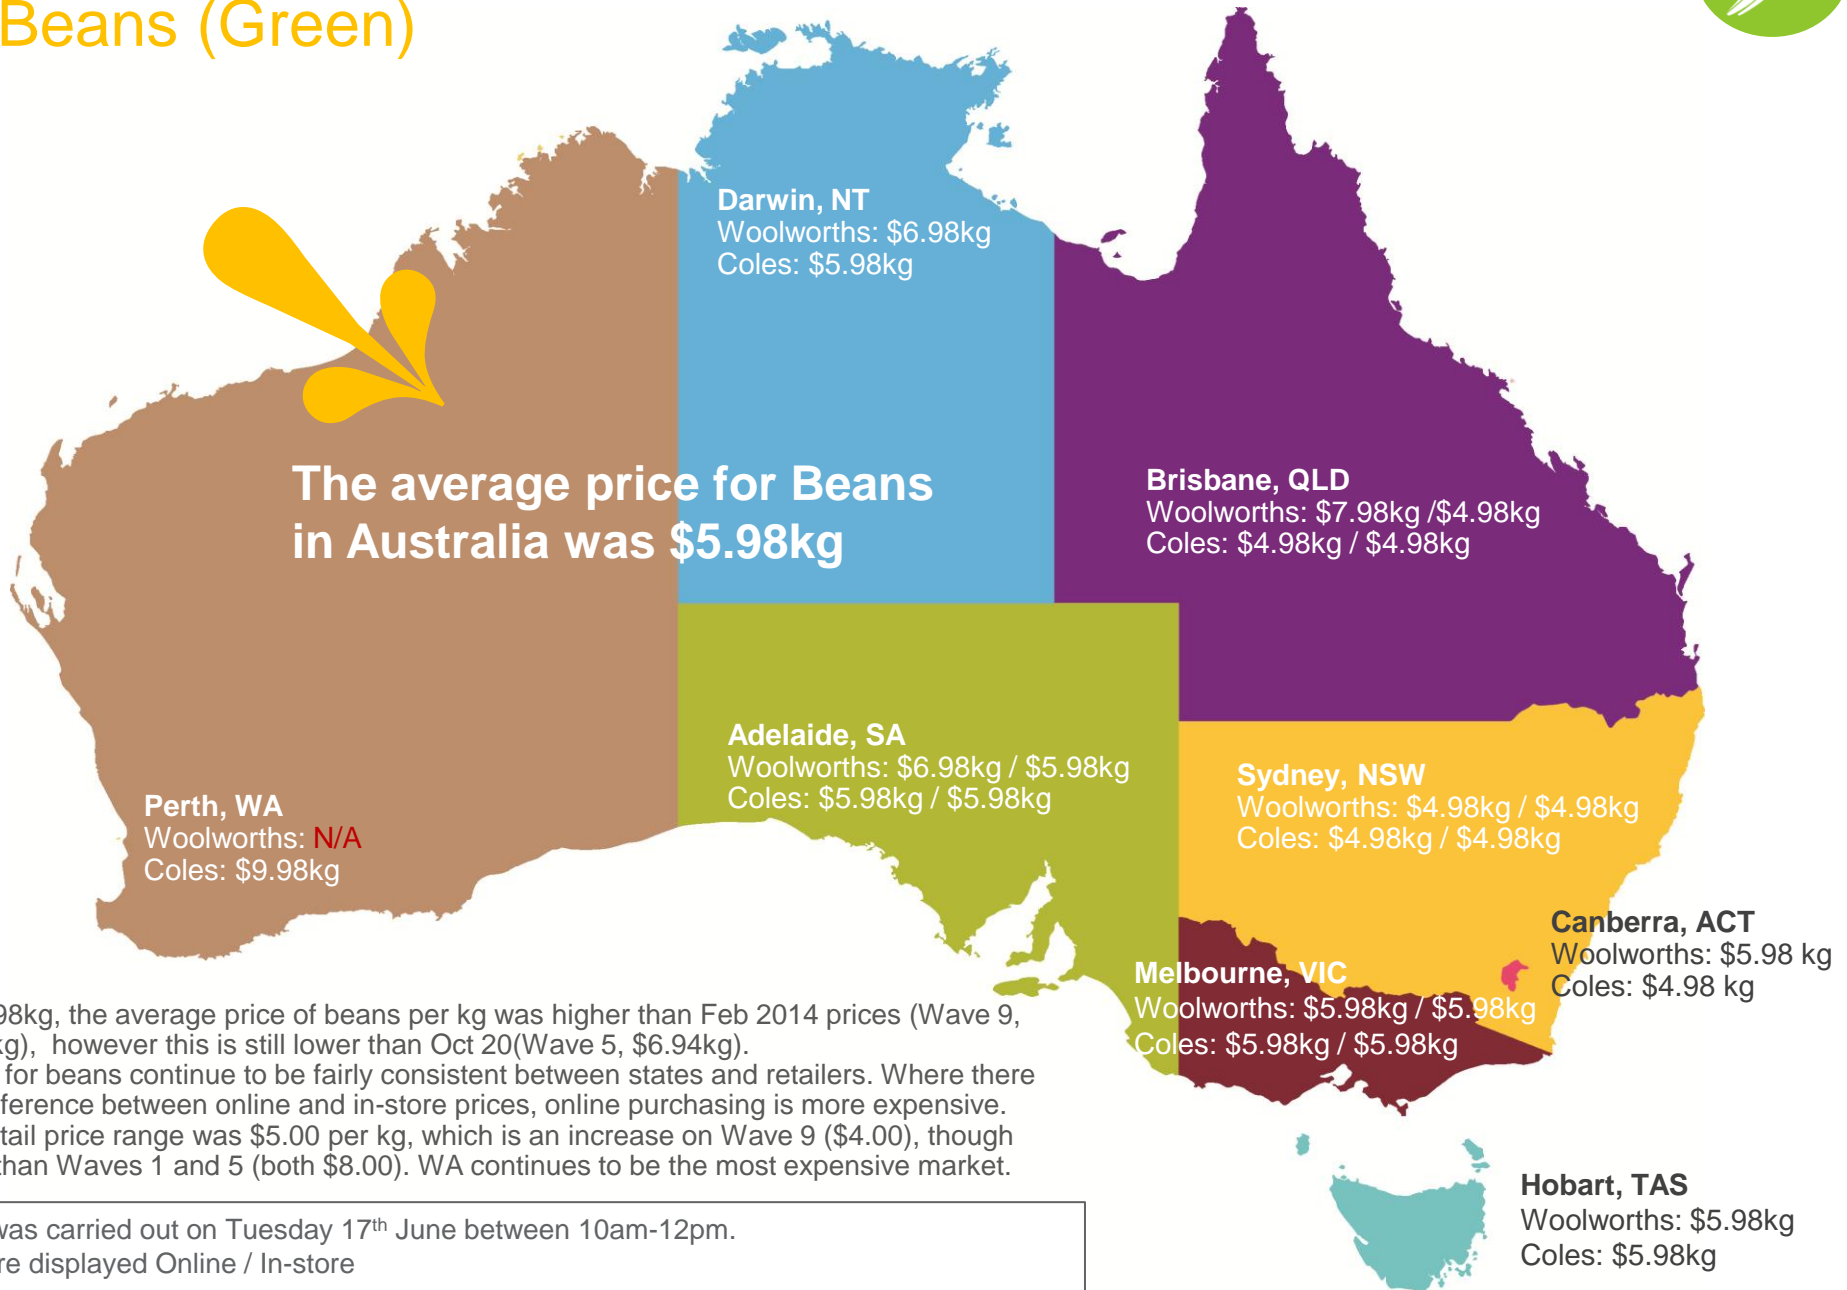 Beans (Green)
Darwin, NT
Woolworths: $6.98kg
Coles: $5.98kg
The average price for Beans
in Australia was $5.98kg
Brisbane, QLD
Woolworths: $7.98kg /$4.98kg
Coles: $4.98kg / $4.98kg
Adelaide, SA
Woolworths: $6.98kg / $5.98kg
Coles: $5.98kg / $5.98kg
Sydney, NSW
Woolworths: $4.98kg / $4.98kg
Coles: $4.98kg / $4.98kg
Perth, WA
Woolworths: N/A
Coles: $9.98kg
Canberra, ACT
Woolworths: $5.98 kg
Coles: $4.98 kg
Melbourne, VIC
Woolworths: $5.98kg / $5.98kg
Coles: $5.98kg / $5.98kg
98kg, the average price of beans per kg was higher than Feb 2014 prices (Wave 9,
kg), however this is still lower than Oct 20(Wave 5, $6.94kg).
for beans continue to be fairly consistent between states and retailers. Where there
fference between online and in-store prices, online purchasing is more expensive.
tail price range was $5.00 per kg, which is an increase on Wave 9 ($4.00), though
than Waves 1 and 5 (both $8.00). WA continues to be the most expensive market.
was carried out on Tuesday 17th June between 10am-12pm.
re displayed Online / In-store
Hobart, TAS
Woolworths: $5.98kg
Coles: $5.98kg